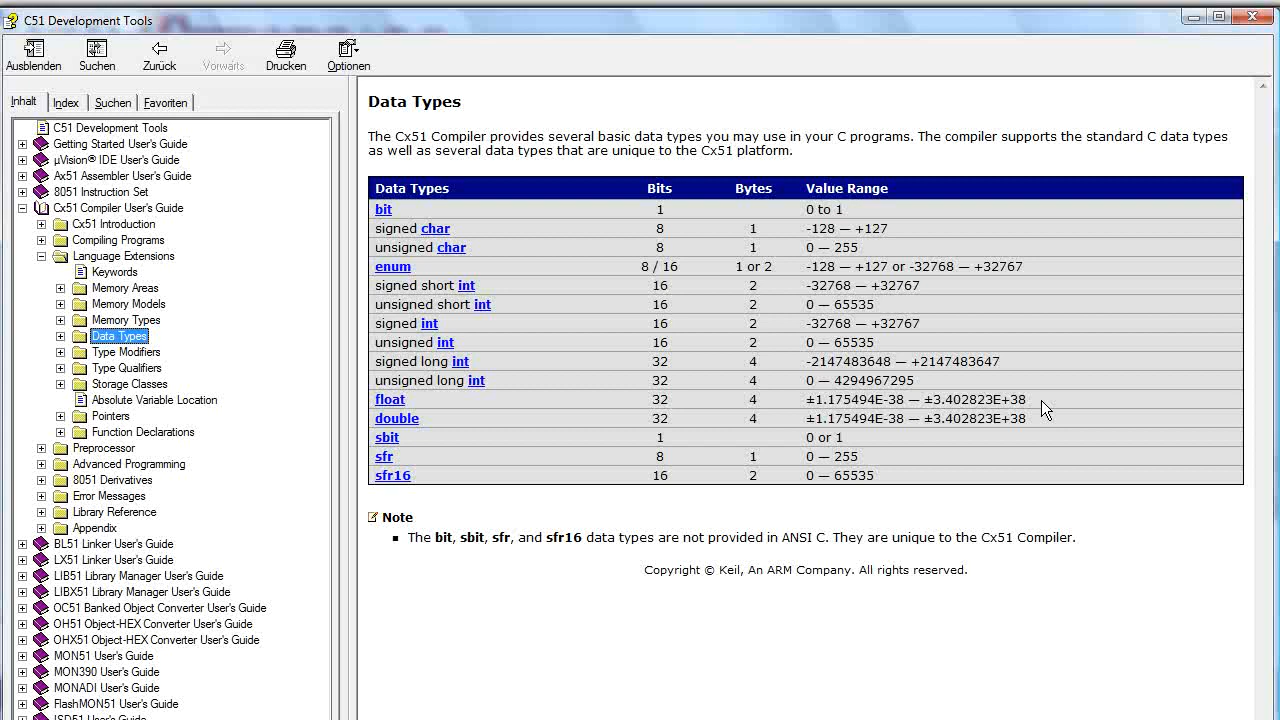 C51 Development Tools
Ausblenden Suchen Zurück Vorwärts Drucken Optionen
Inhalt Index Suchen Favoriten
C51 Development Tools
Getting Started User's Guide
µVision® IDE User's Guide
Ax51 Assembler User's Guide
8051 Instruction Set
Cx51 Compiler User's Guide
Cx51 Introduction
Compiling Programs
Language Extensions
Keywords
Memory Areas
Memory Models
Memory Types
Data Types
Type Modifiers
Type Qualifiers
Storage Classes
Absolute Variable Location
Pointers
Function Declarations
Preprocessor
Advanced Programming
8051 Derivatives
Error Messages
Library Reference
Appendix
BL51 Linker User's Guide
LX51 Linker User's Guide
LIB51 Library Manager User's Guide
LIBX51 Library Manager User's Guide
OC51 Banked Object Converter User's Guide
OH51 Object-HEX Converter User's Guide
OHX51 Object-HEX Converter User's Guide
MON51 User's Guide
MON390 User's Guide
MONADI User's Guide
FlashMON51 User's Guide
ISD51 User's Guide
Data Types
The Cx51 Compiler provides several basic data types you may use in your C programs. The compiler supports the standard C data types
as well as several data types that are unique to the Cx51 platform.
Data Types Bits Bytes Value Range
bit 1 0 to 1
signed char 8 1 -128 — +127
unsigned char 8 1 0 — 255
enum 8 / 16 1 or 2 -128 — +127 or -32768 — +32767
signed short int 16 2 -32768 — +32767
unsigned short int 16 2 0 — 65535
signed int 16 2 -32768 — +32767
unsigned int 16 2 0 — 65535
signed long int 32 4 -2147483648 — +2147483647
unsigned long int 32 4 0 — 4294967295
float 32 4 ±1.175494E-38 — ±3.402823E+38
double 32 4 ±1.175494E-38 — ±3.402823E+38
sbit 1 0 or 1
sfr 8 1 0 — 255
sfr16 16 2 0 — 65535
Note
▪ The bit, sbit, sfr, and sfr16 data types are not provided in ANSI C. They are unique to the Cx51 Compiler.
Copyright © Keil, An ARM Company. All rights reserved.